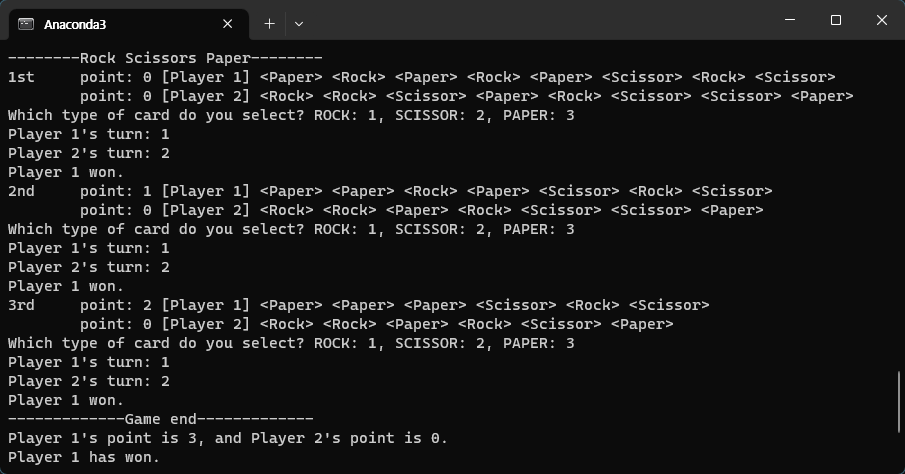 Anaconda3
--------Rock Scissors Paper--------
1st     point: 0 [Player 1] <Paper> <Rock> <Paper> <Rock> <Paper> <Scissor> <Rock> <Scissor>
        point: 0 [Player 2] <Rock> <Rock> <Scissor> <Paper> <Rock> <Scissor> <Scissor> <Paper>
Which type of card do you select? ROCK: 1, SCISSOR: 2, PAPER: 3
Player 1's turn: 1
Player 2's turn: 2
Player 1 won.
2nd     point: 1 [Player 1] <Paper> <Paper> <Rock> <Paper> <Scissor> <Rock> <Scissor>
        point: 0 [Player 2] <Rock> <Rock> <Paper> <Rock> <Scissor> <Scissor> <Paper>
Which type of card do you select? ROCK: 1, SCISSOR: 2, PAPER: 3
Player 1's turn: 1
Player 2's turn: 2
Player 1 won.
3rd     point: 2 [Player 1] <Paper> <Paper> <Paper> <Scissor> <Rock> <Scissor>
        point: 0 [Player 2] <Rock> <Rock> <Paper> <Rock> <Scissor> <Paper>
Which type of card do you select? ROCK: 1, SCISSOR: 2, PAPER: 3
Player 1's turn: 1
Player 2's turn: 2
Player 1 won.
-------------Game end-------------
Player 1's point is 3, and Player 2's point is 0.
Player 1 has won.